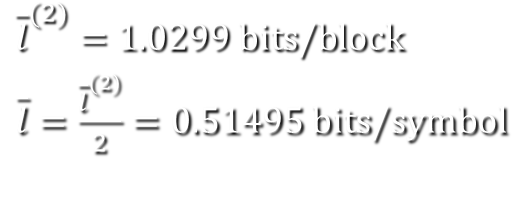 l̅⁽²⁾ = 1.0299 bits/block
l̅ = l̅⁽²⁾/2 = 0.51495 bits/symbol